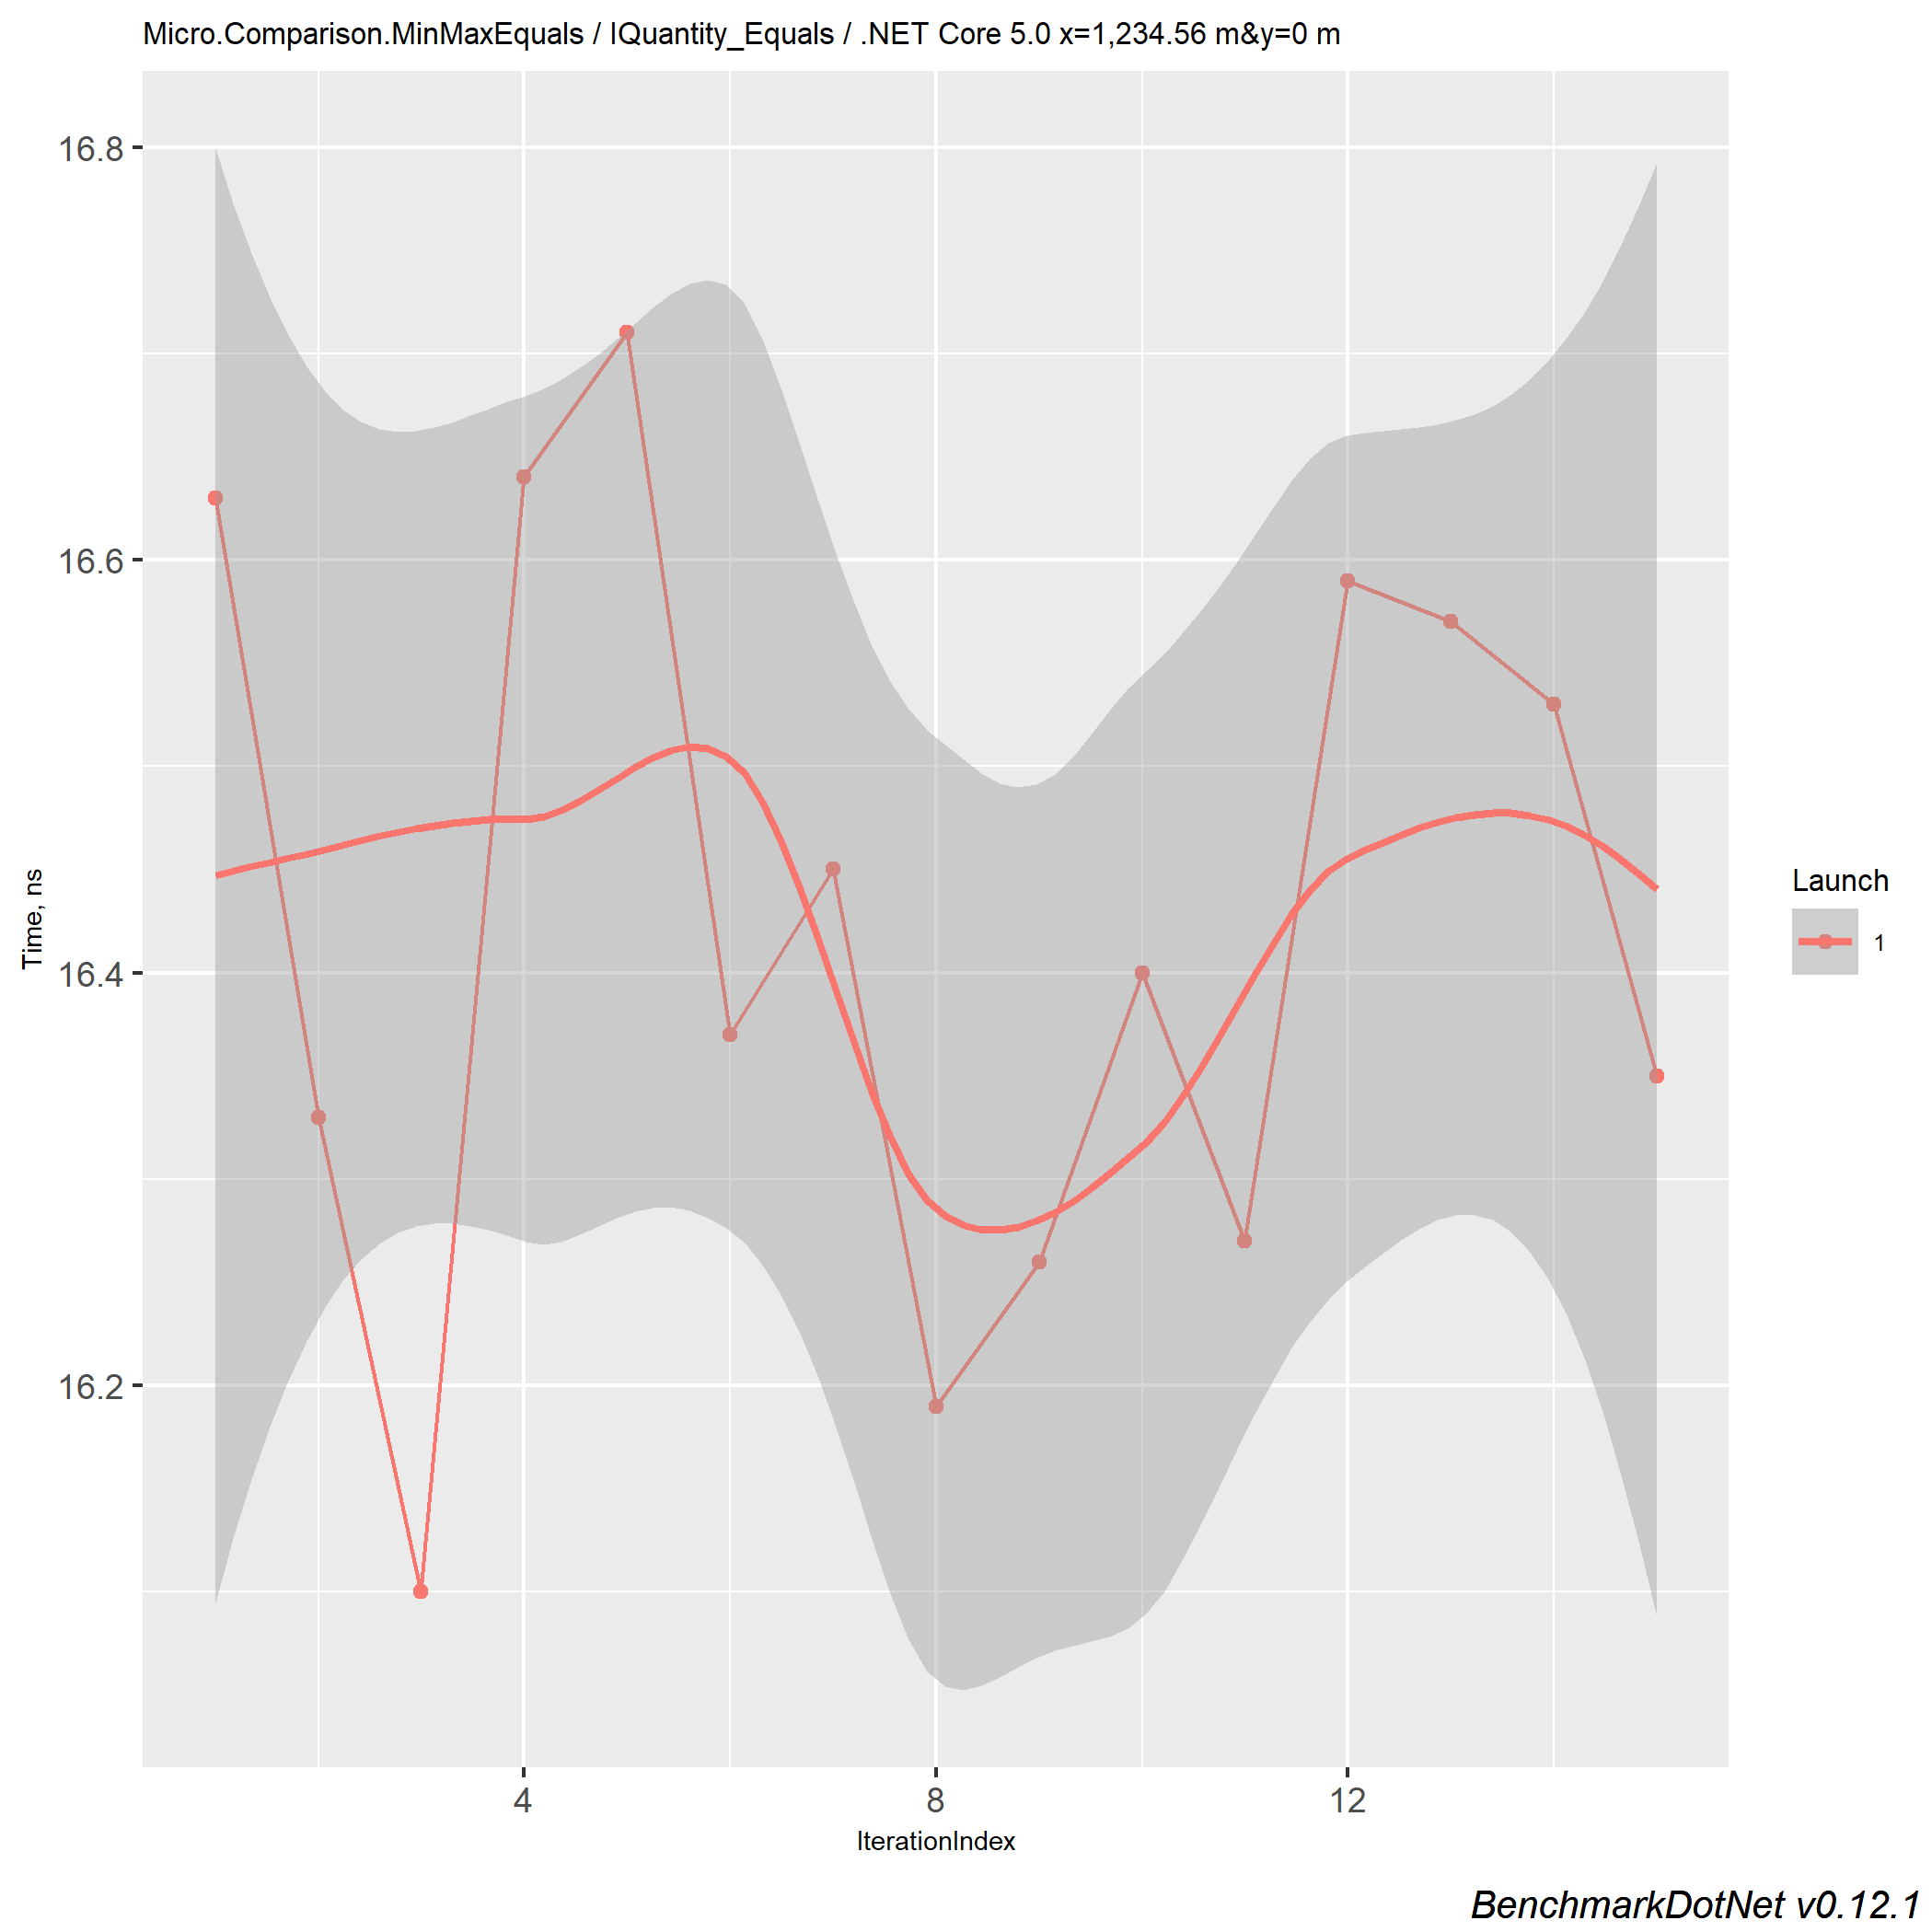 Micro.Comparison.MinMaxEquals / IQuantity_Equals / .NET Core 5.0 x=1,234.56 m&y=0 m
16.8
16.6
16.4
16.2
Time, ns
4 8 12
IterationIndex
Launch
1
BenchmarkDotNet v0.12.1